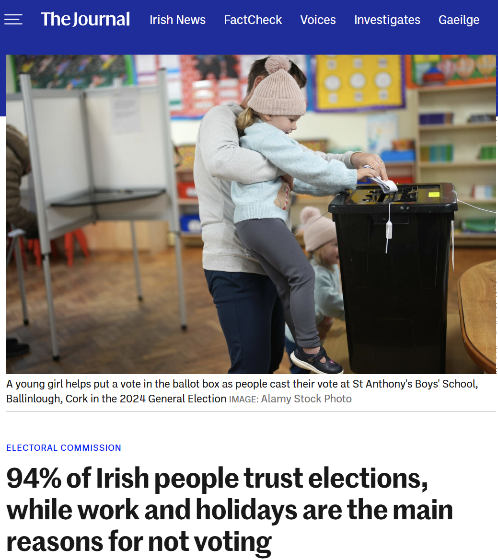 The Journal Irish News FactCheck Voices Investigates Gaeilge
A young girl helps put a vote in the ballot box as people cast their vote at St Anthony's Boys' School,
Ballinlough, Cork in the 2024 General Election IMAGE: Alamy Stock Photo
ELECTORAL COMMISSION
94% of Irish people trust elections,
while work and holidays are the main
reasons for not voting